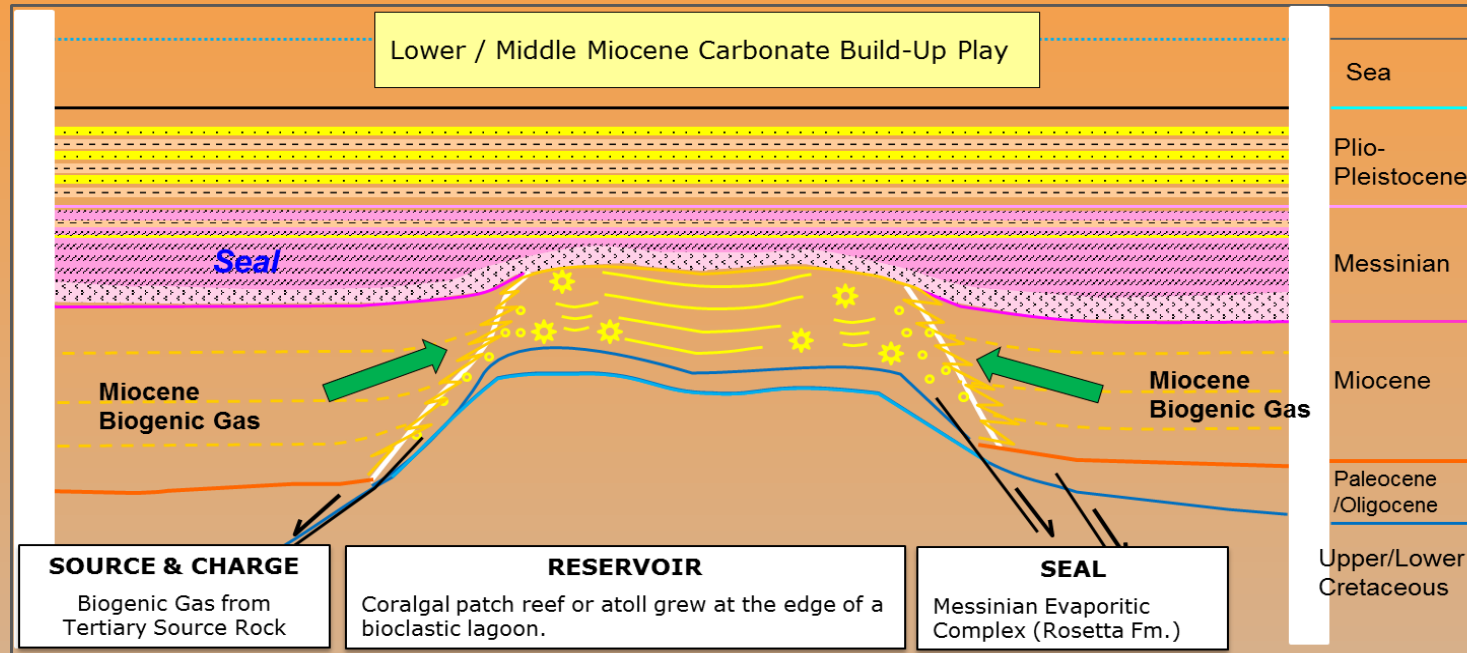 Lower / Middle Miocene Carbonate Build-Up Play
Sea
Plio-
Pleistocene
Seal
Messinian
Miocene
Biogenic Gas
Miocene
Biogenic Gas
Miocene
Paleocene
/Oligocene
Upper/Lower
Cretaceous
SOURCE & CHARGE
Biogenic Gas from
Tertiary Source Rock
RESERVOIR
Coralgal patch reef or atoll grew at the edge of a
bioclastic lagoon.
SEAL
Messinian Evaporitic
Complex (Rosetta Fm.)